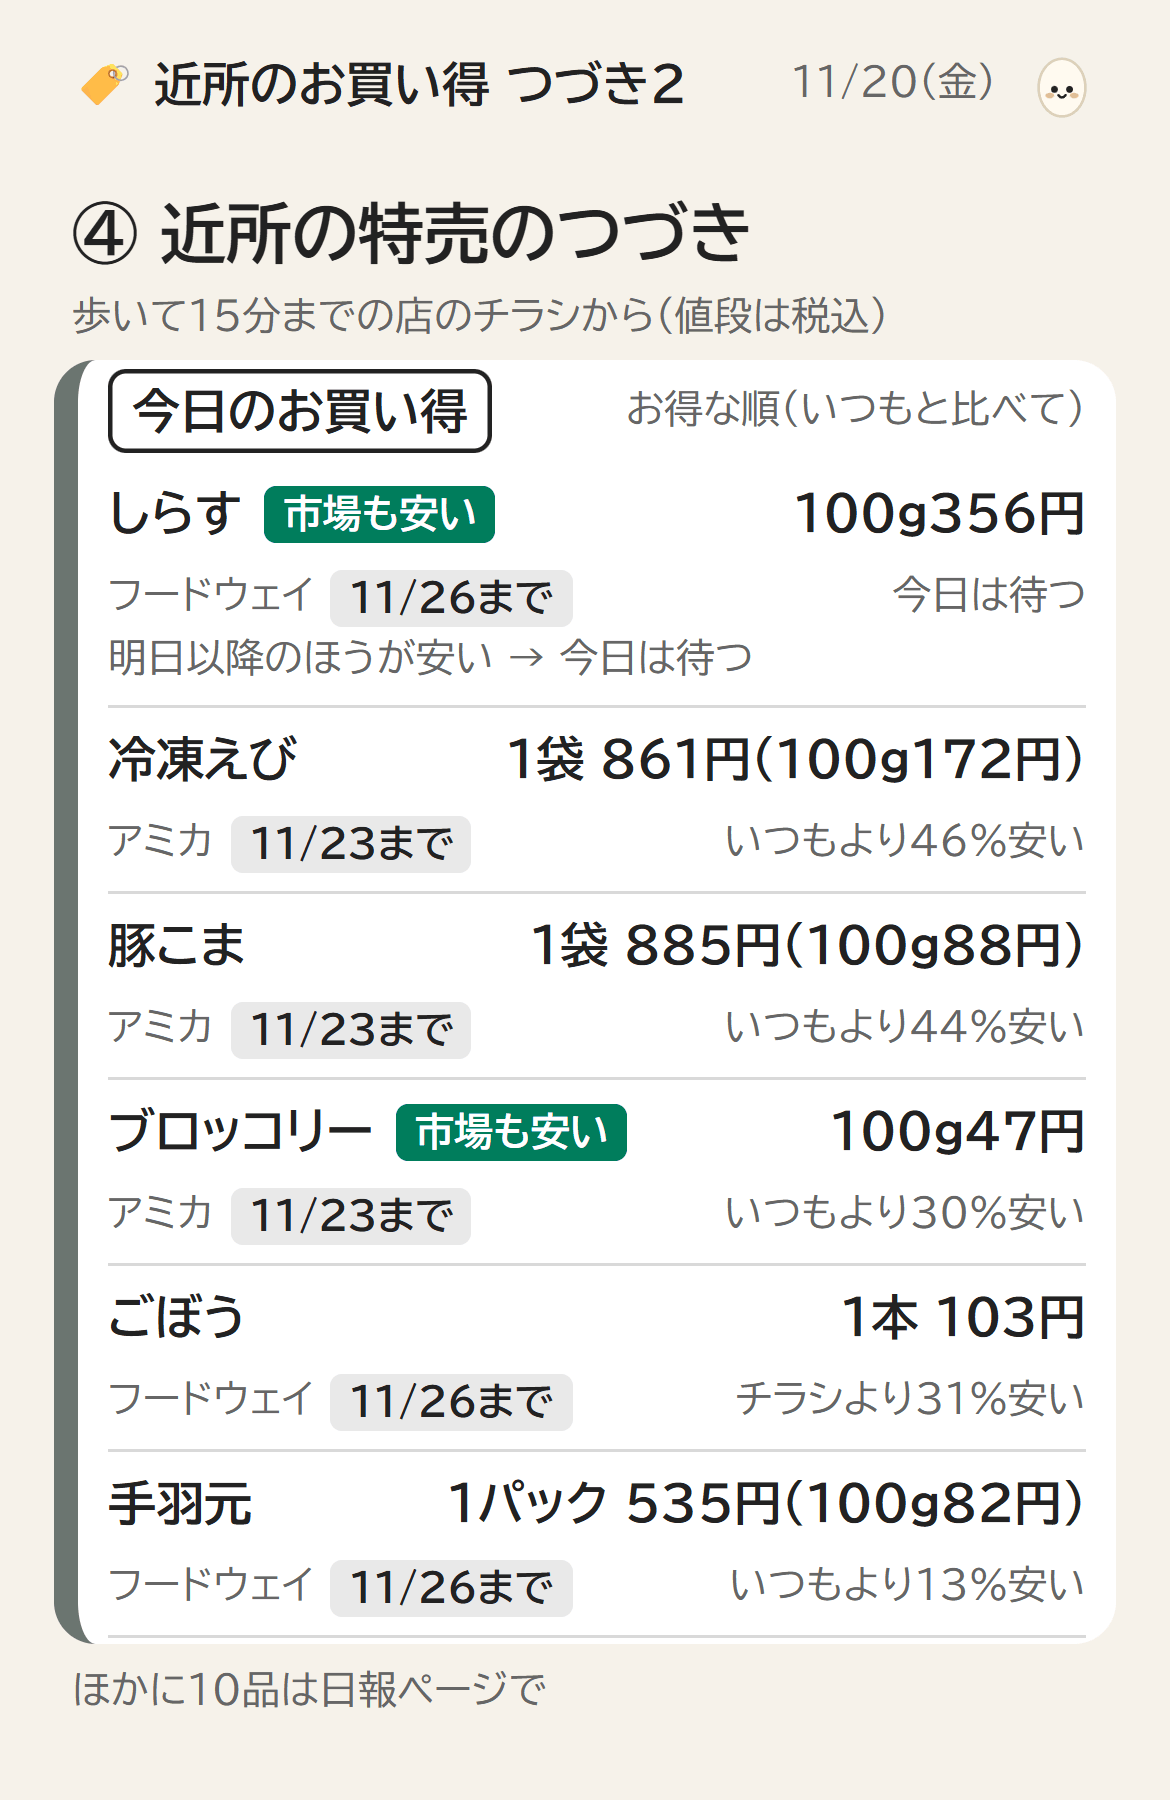 近所のお買い得 つづき2
11/20(金)
④ 近所の特売のつづき
歩いて15分までの店のチラシから(値段は税込)
今日のお買い得
お得な順(いつもと比べて)
しらす 市場も安い 100g356円
フードウェイ 11/26まで 今日は待つ
明日以降のほうが安い → 今日は待つ
冷凍えび 1袋 861円(100g172円)
アミカ 11/23まで いつもより46%安い
豚こま 1袋 885円(100g88円)
アミカ 11/23まで いつもより44%安い
ブロッコリー 市場も安い 100g47円
アミカ 11/23まで いつもより30%安い
ごぼう 1本 103円
フードウェイ 11/26まで チラシより31%安い
手羽元 1パック 535円(100g82円)
フードウェイ 11/26まで いつもより13%安い
ほかに10品は日報ページで